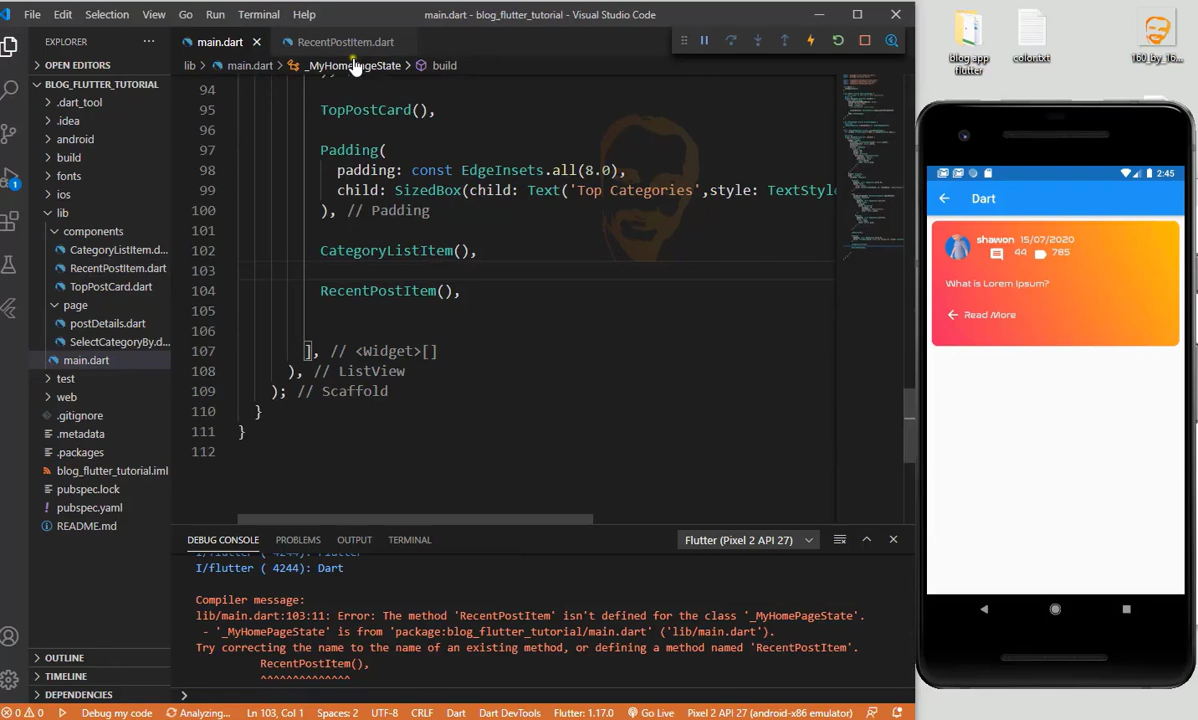 File Edit Selection View Go Run Terminal Help main.dart - blog_flutter_tutorial - Visual Studio Code
EXPLORER
main.dart
RecentPostItem.dart
lib > main.dart > _MyHomePageState > build
OPEN EDITORS
BLOG_FLUTTER_TUTORIAL
.dart_tool
.idea
android
build
fonts
ios
lib
components
CategoryListItem.d...
RecentPostItem.dart
TopPostCard.dart
page
postDetails.dart
SelectCategoryBy.d...
main.dart
test
web
.gitignore
.metadata
.packages
blog_flutter_tutorial.iml
pubspec.lock
pubspec.yaml
README.md
OUTLINE
TIMELINE
DEPENDENCIES
1
94
95 TopPostCard(),
96
97 Padding(
98 padding: const EdgeInsets.all(8.0),
99 child: SizedBox(child: Text('Top Categories',style: TextStyle
100 ), // Padding
101
102 CategoryListItem(),
103
104 RecentPostItem(),
105
106
107 ], // <Widget>[]
108 ), // ListView
109 ); // Scaffold
110 }
111 }
112
DEBUG CONSOLE PROBLEMS OUTPUT TERMINAL Flutter (Pixel 2 API 27)
I/flutter ( 4244): Flutter
I/flutter ( 4244): Dart
Compiler message:
lib/main.dart:103:11: Error: The method 'RecentPostItem' isn't defined for the class '_MyHomePageState'.
- '_MyHomePageState' is from 'package:blog_flutter_tutorial/main.dart' ('lib/main.dart').
Try correcting the name to the name of an existing method, or defining a method named 'RecentPostItem'.
RecentPostItem(),
^^^^^^^^^^^^^^
>
0 0 Debug my code Analyzing... Ln 103, Col 1 Spaces: 2 UTF-8 CRLF Dart Dart DevTools Flutter: 1.17.0 Go Live Pixel 2 API 27 (android-x86 emulator)
blog app
flutter
160_by_16...
2:45
Dart
shawon 15/07/2020
44 785
What is Lorem Ipsum?
Read More